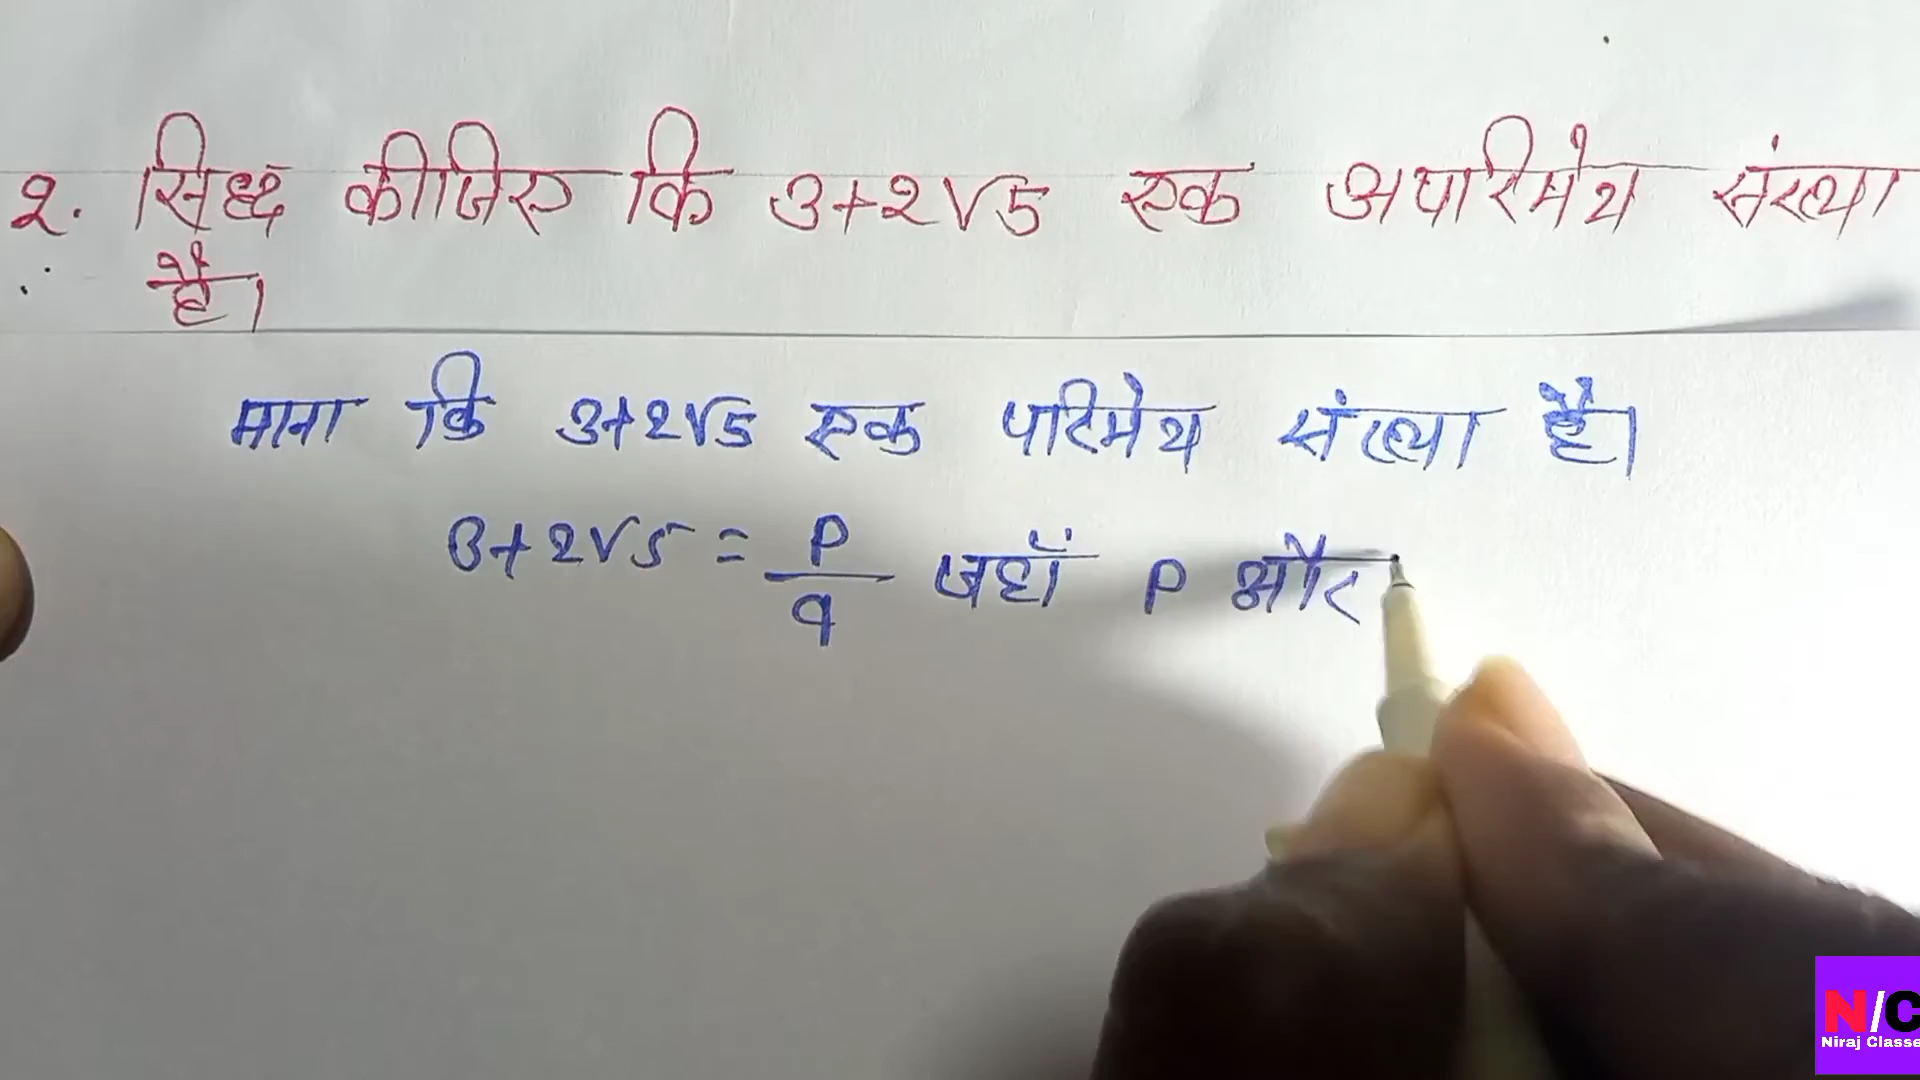 2. सिध्द कीजिए कि 3+2√5 एक अपरिमेय संख्या
है।
माना कि 3+2√5 एक परिमेय संख्या है।
3+2√5 = p/q जहाँ P और
N/C
Niraj Classe